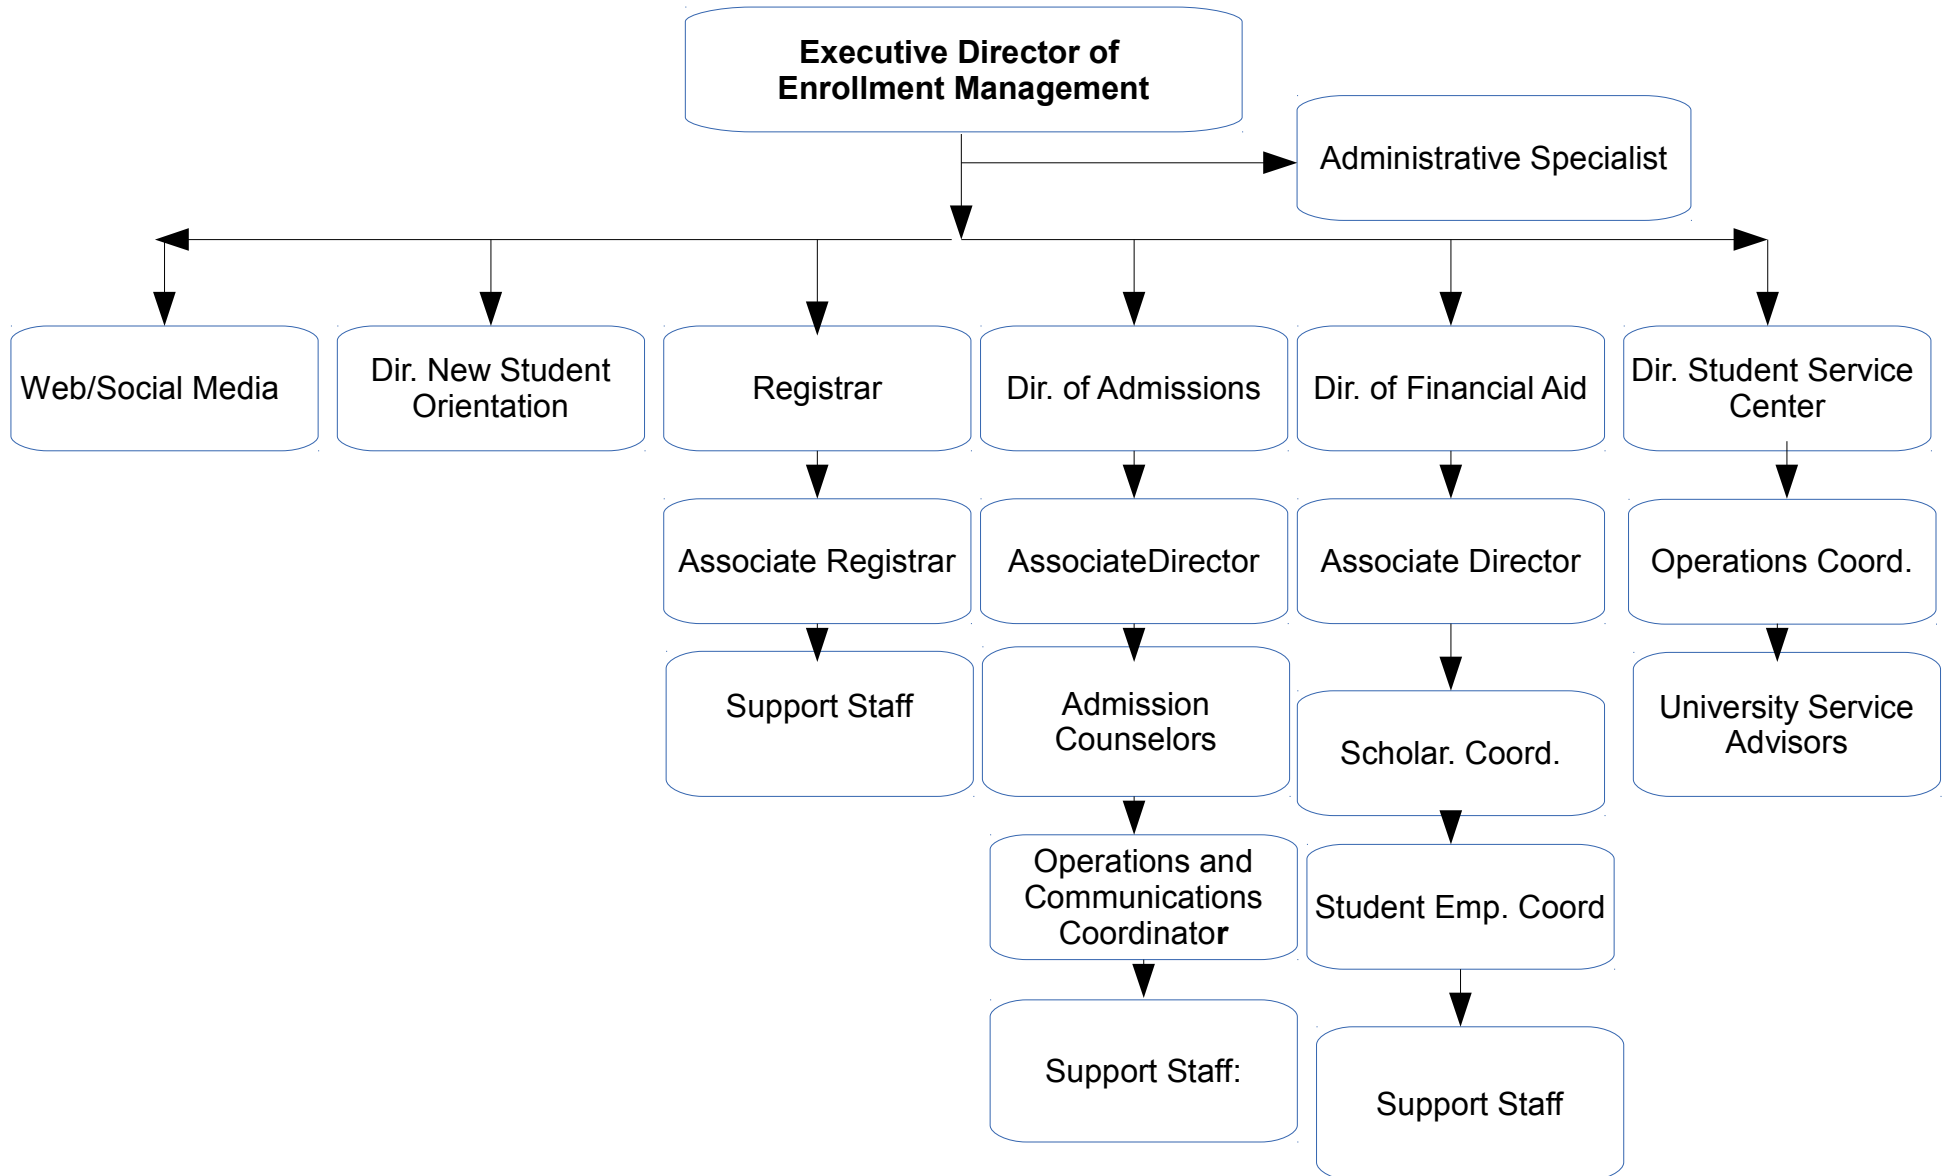 Executive Director of
Enrollment Management
Administrative Specialist
Web/Social Media
Dir. New Student
Orientation
Registrar
Dir. of Admissions
Dir. of Financial Aid
Dir. Student Service
Center
Associate Registrar
AssociateDirector
Associate Director
Operations Coord.
Support Staff
Admission
Counselors
Scholar. Coord.
University Service
Advisors
Operations and
Communications
Coordinator
Student Emp. Coord
Support Staff:
Support Staff